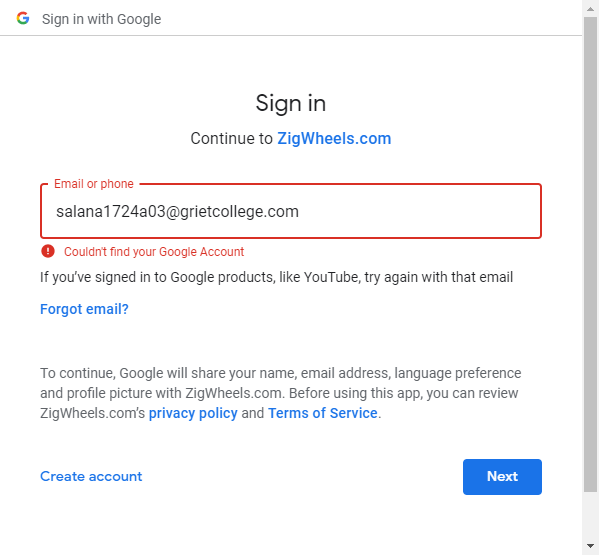 Sign in with Google
Sign in
Continue to ZigWheels.com
Email or phone
salana1724a03@grietcollege.com
Couldn't find your Google Account
If you’ve signed in to Google products, like YouTube, try again with that email
Forgot email?
To continue, Google will share your name, email address, language preference
and profile picture with ZigWheels.com. Before using this app, you can review
ZigWheels.com’s privacy policy and Terms of Service.
Create account
Next